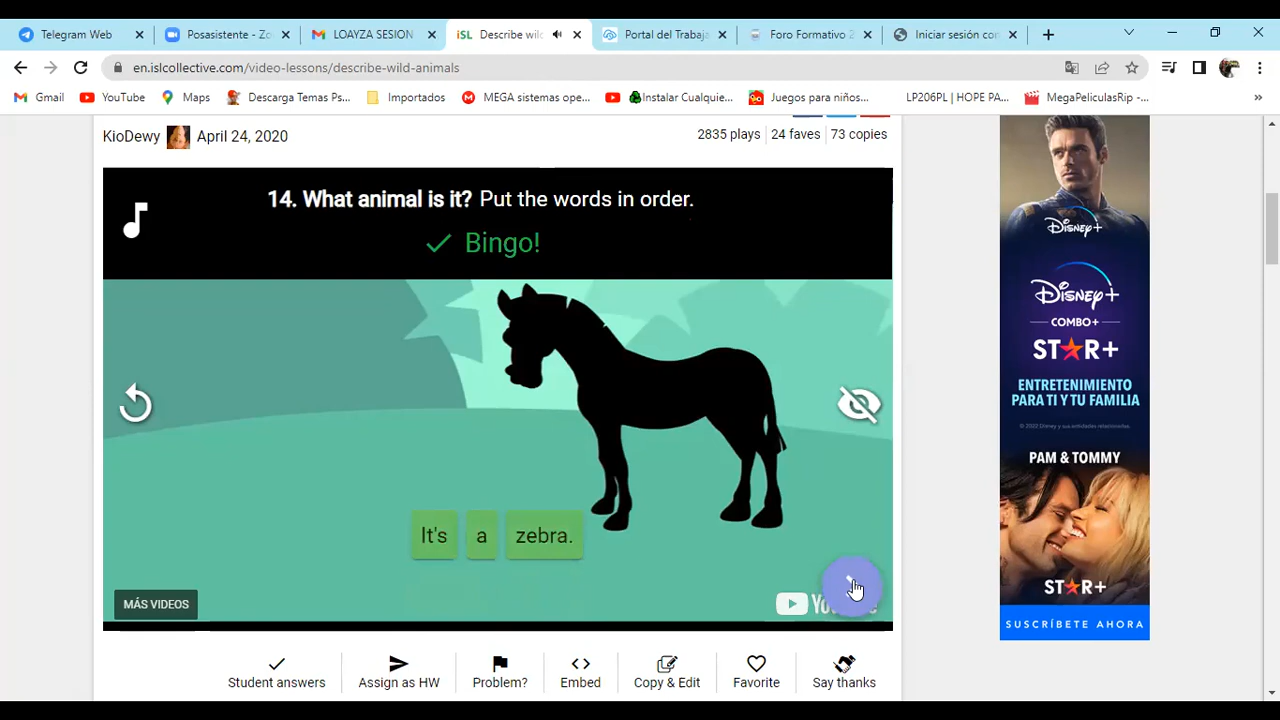 Telegram Web
Posasistente - Zo
LOAYZA SESION
iSL Describe wil
Portal del Trabaja
Foro Formativo 2
Iniciar sesión con
en.islcollective.com/video-lessons/describe-wild-animals
Gmail
YouTube
Maps
Descarga Temas Ps...
Importados
MEGA sistemas ope...
Instalar Cualquie...
Juegos para niños...
LP206PL | HOPE PA...
MegaPeliculasRip -...
»
KioDewy April 24, 2020
2835 plays | 24 faves | 73 copies
14. What animal is it? Put the words in order.
Bingo!
It's a zebra.
MÁS VIDEOS
Student answers
Assign as HW
Problem?
Embed
Copy & Edit
Favorite
Say thanks
Disney+
Disney+
COMBO+
STAR+
ENTRETENIMIENTO
PARA TI Y TU FAMILIA
PAM & TOMMY
STAR+
SUSCRÍBETE AHORA